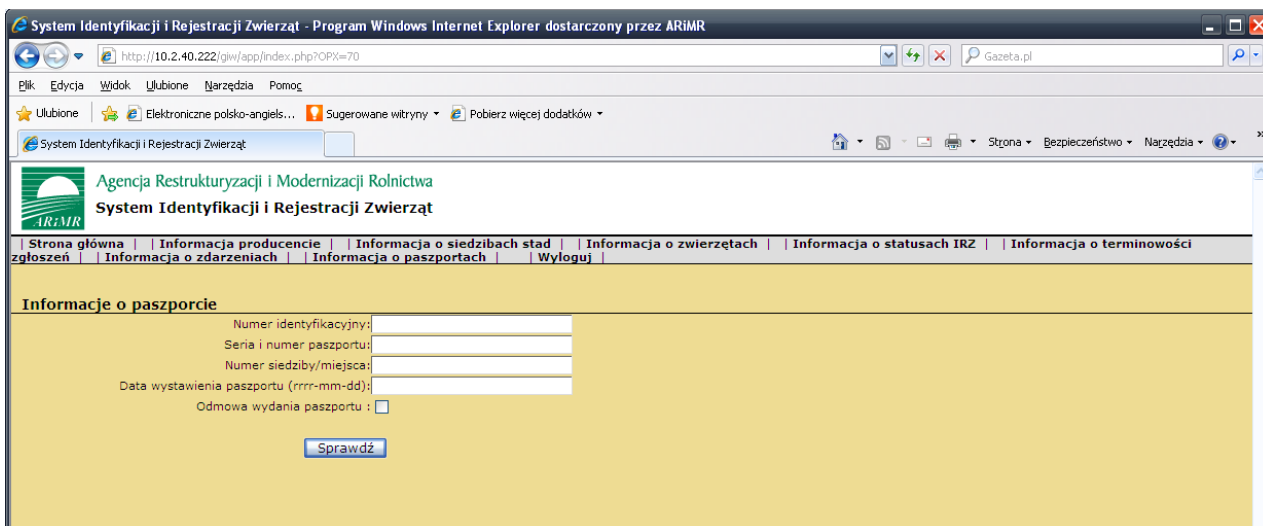 System Identyfikacji i Rejestracji Zwierząt - Program Windows Internet Explorer dostarczony przez ARiMR
http://10.2.40.222/giw/app/index.php?OPX=70
Gazeta.pl
Plik Edycja Widok Ulubione Narzędzia Pomoc
Ulubione Elektroniczne polsko-angiels... Sugerowane witryny Pobierz więcej dodatków
System Identyfikacji i Rejestracji Zwierząt Strona Bezpieczeństwo Narzędzia »
Agencja Restrukturyzacji i Modernizacji Rolnictwa
System Identyfikacji i Rejestracji Zwierząt
ARiMR
| Strona główna | | Informacja producencie | | Informacja o siedzibach stad | | Informacja o zwierzętach | | Informacja o statusach IRZ | | Informacja o terminowości
zgłoszeń | | Informacja o zdarzeniach | | Informacja o paszportach | | Wyloguj |
Informacje o paszporcie
Numer identyfikacyjny:
Seria i numer paszportu:
Numer siedziby/miejsca:
Data wystawienia paszportu (rrrr-mm-dd):
Odmowa wydania paszportu :
Sprawdź